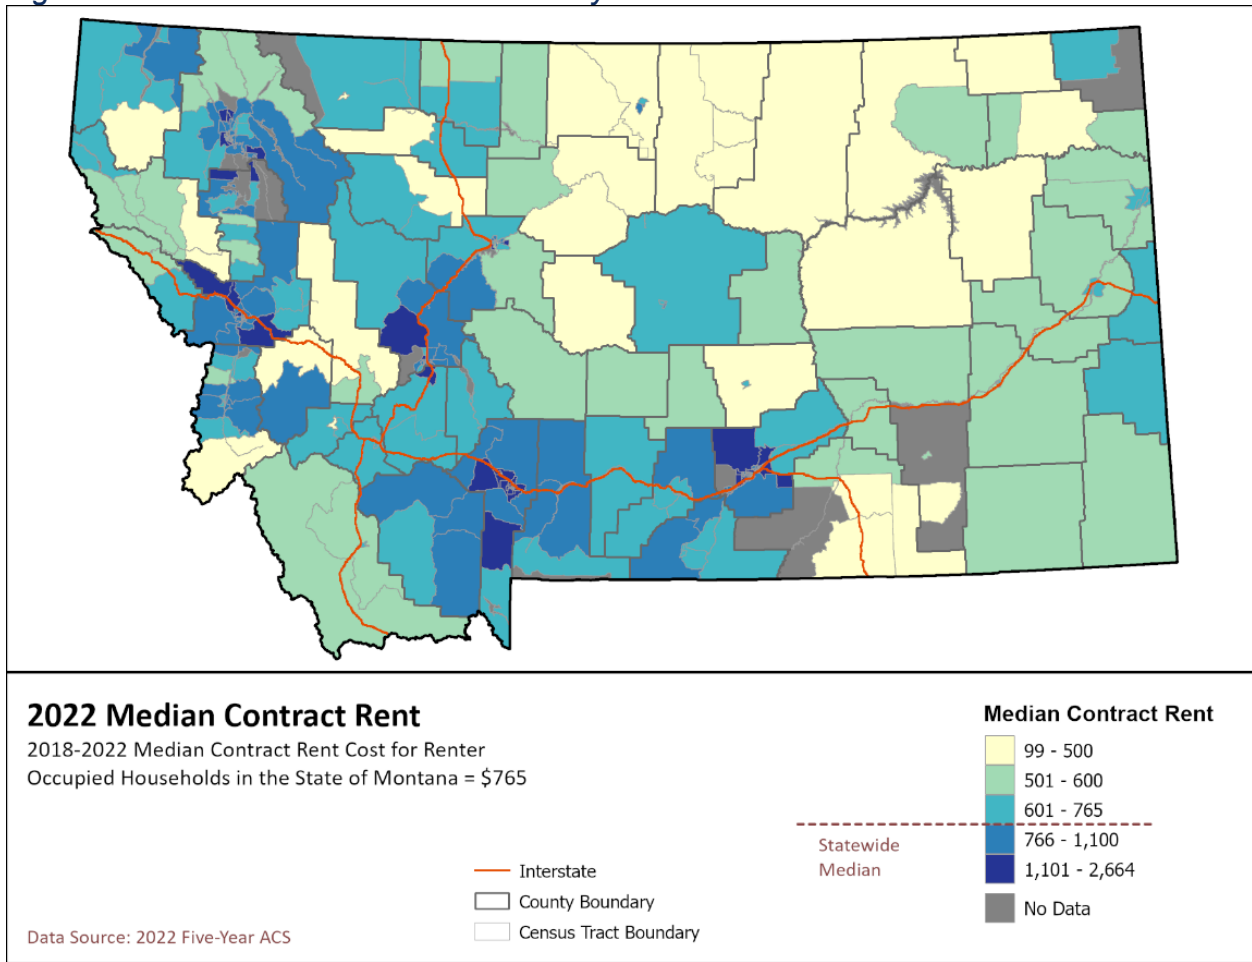 2022 Median Contract Rent
2018-2022 Median Contract Rent Cost for Renter
Occupied Households in the State of Montana = $765
Median Contract Rent
99 - 500
501 - 600
601 - 765
766 - 1,100
1,101 - 2,664
No Data
Statewide
Median
Interstate
County Boundary
Census Tract Boundary
Data Source: 2022 Five-Year ACS